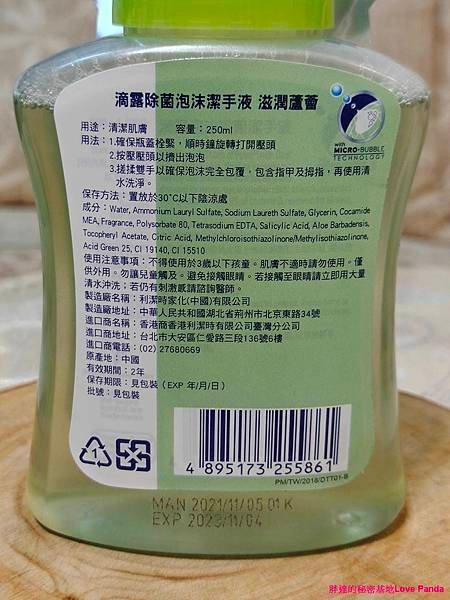 滴露除菌泡沫潔手液 滋潤蘆薈
with
MICRO-BUBBLE
TECHNOLOGY
用途：清潔肌膚　容量：250ml
用法：1.確保瓶蓋栓緊，順時鐘旋轉打開壓頭
2.按壓壓頭以擠出泡泡
3.搓揉雙手以確保泡沫完全包覆，包含指甲及拇指，再使用清
水洗淨。
保存方法：置放於30℃以下陰涼處
成分：Water, Ammonium Lauryl Sulfate, Sodium Laureth Sulfate, Glycerin, Cocamide
MEA, Fragrance, Polysorbate 80, Tetrasodium EDTA, Salicylic Acid, Aloe Barbadensis,
Tocopheryl Acetate, Citric Acid, Methylchloroisothiazolinone/Methylisothiazolinone,
Acid Green 25, CI 19140, CI 15510
使用注意事項：不得使用於3歲以下孩童。肌膚不適時請勿使用。僅
供外用。勿讓兒童觸及。避免接觸眼睛。若接觸至眼睛請立即用大量
清水沖洗；若仍有刺激感請諮詢醫師。
製造廠名稱：利潔時家化(中國)有限公司
製造廠地址：中華人民共和國湖北省荊州市北京東路34號
進口商名稱：香港商香港利潔時有限公司臺灣分公司
進口商地址：台北市大安區仁愛路三段136號6樓
進口商電話：(02) 27680669
原產地：中國
有效期間：2年
保存期限：見包裝（EXP 年/月/日）
批號：見包裝
1
4 895173 255861
PM/TW/2018/DTT01-B
MAN 2021/11/05 01 K
EXP 2023/11/04
胖達的秘密基地Love Panda